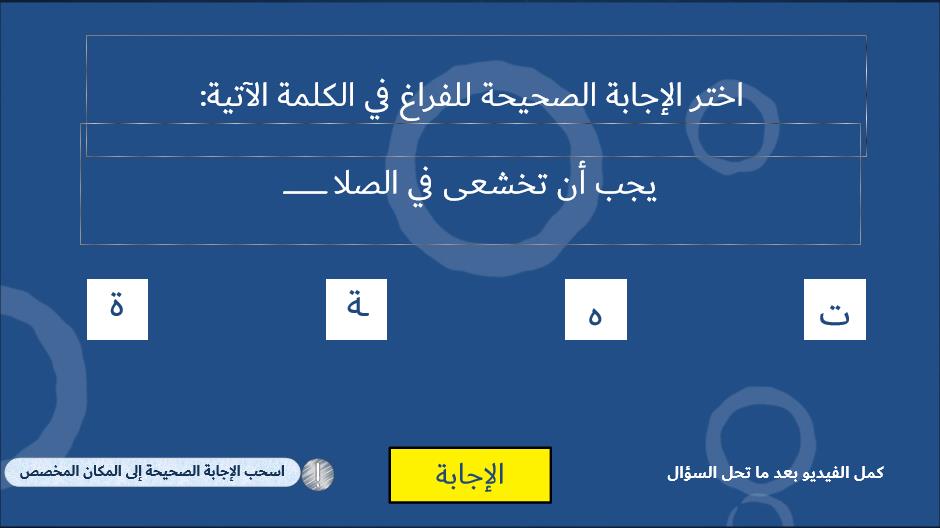 اختر الإجابة الصحيحة للفراغ في الكلمة الآتية:
يجب أن تخشعى في الصلا ـــــ
ت
ه
ـة
ة
كمل الفيديو بعد ما تحل السؤال
الإجابة
اسحب الإجابة الصحيحة إلى المكان المخصص